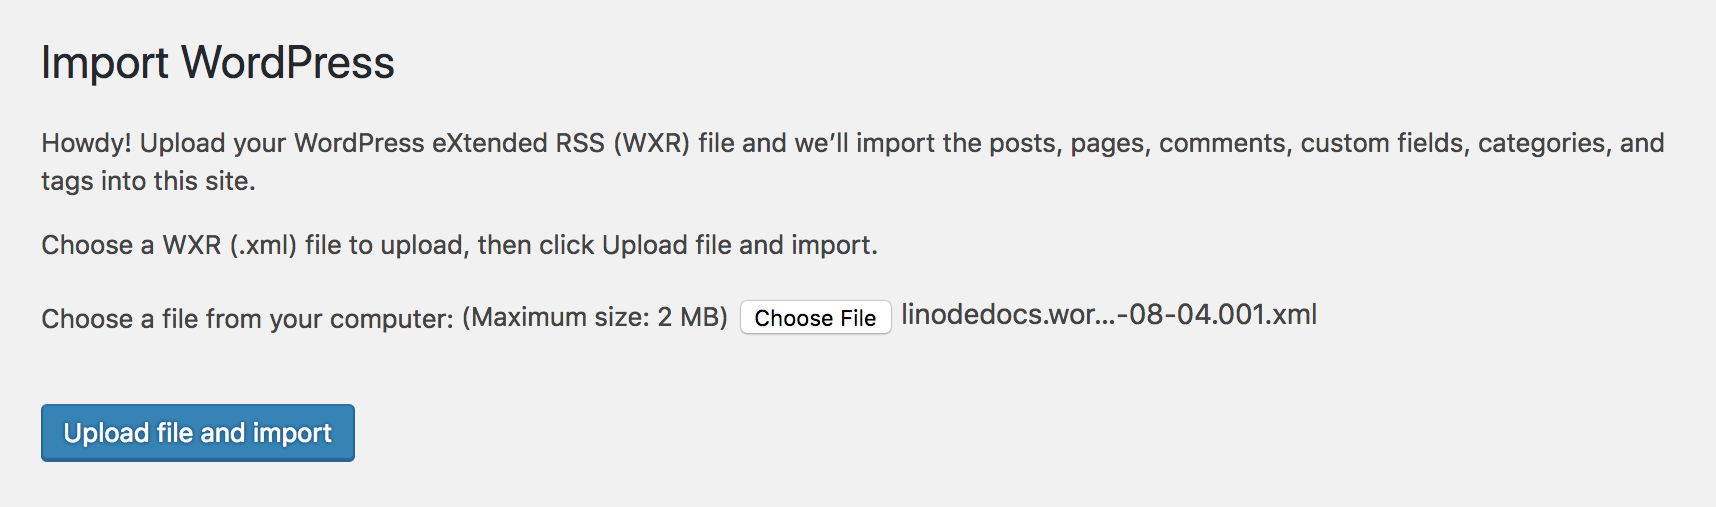 Import WordPress
Howdy! Upload your WordPress eXtended RSS (WXR) file and we’ll import the posts, pages, comments, custom fields, categories, and
tags into this site.
Choose a WXR (.xml) file to upload, then click Upload file and import.
Choose a file from your computer: (Maximum size: 2 MB) Choose File linodedocs.wor...-08-04.001.xml
Upload file and import